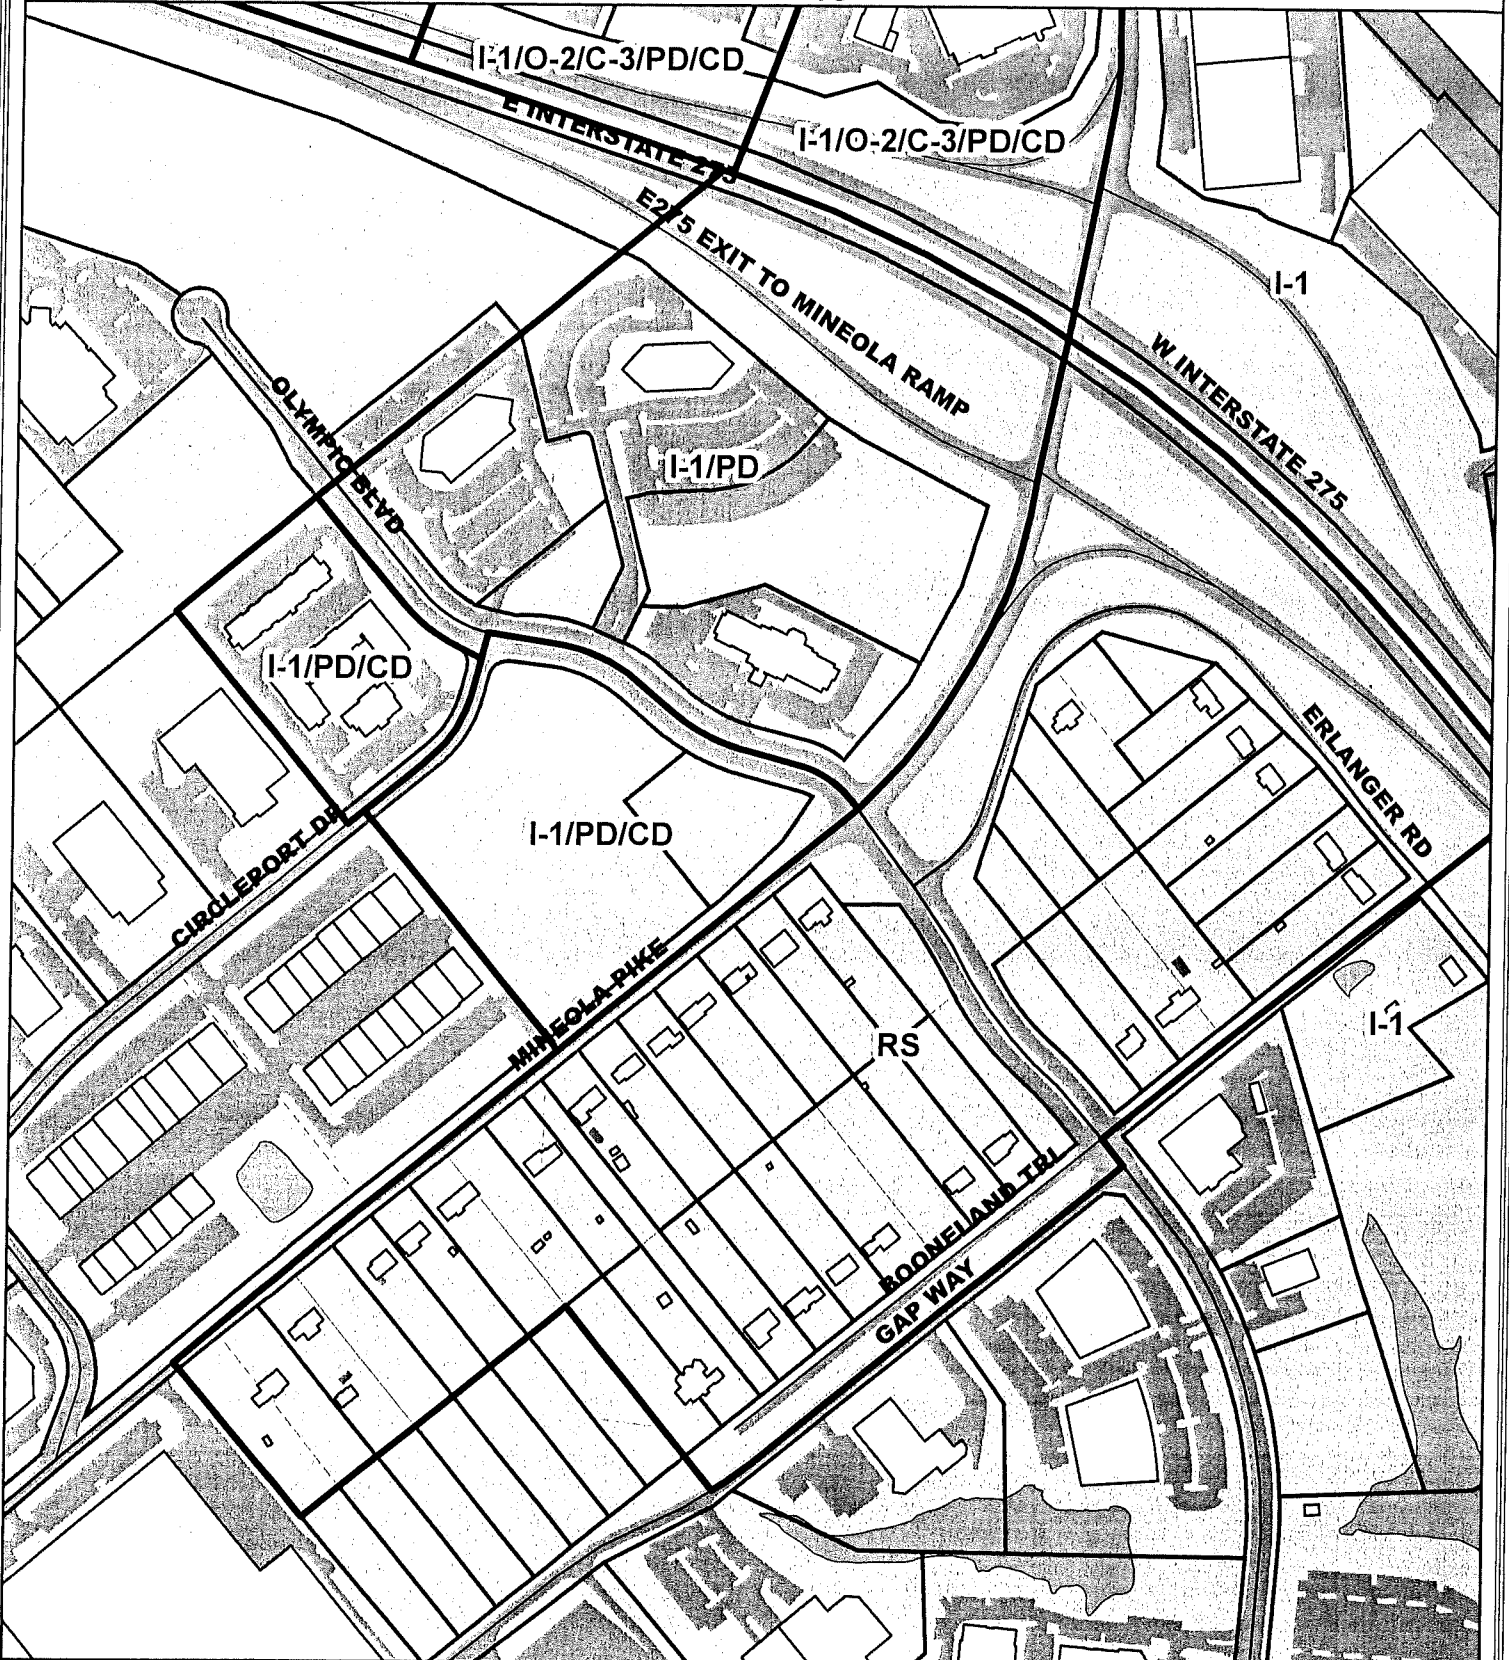 I-1/O-2/C-3/PD/CD
E INTERSTATE 275
I-1/O-2/C-3/PD/CD
E275 EXIT TO MINEOLA RAMP
I-1
W INTERSTATE 275
OLYMPIC BLVD
I-1/PD
I-1/PD/CD
ERLANGER RD
I-1/PD/CD
CIRCLEPORT DR
MINEOLA PIKE
RS
I-1
BOONELAND TRL
GAP WAY